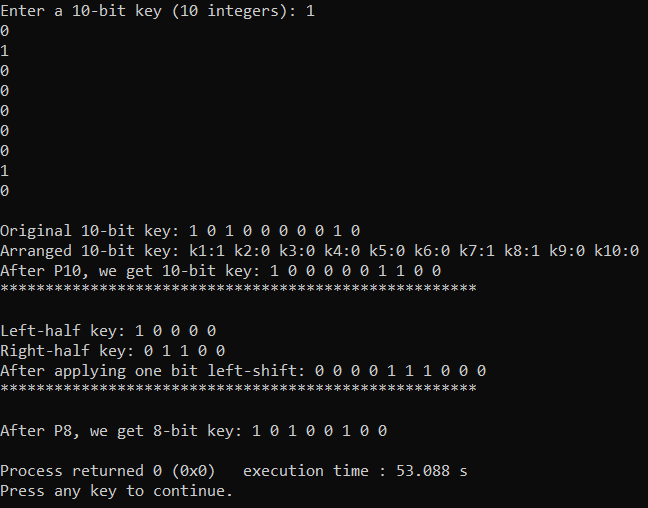 Enter a 10-bit key (10 integers): 1
0
1
0
0
0
0
0
1
0
Original 10-bit key: 1 0 1 0 0 0 0 0 1 0
Arranged 10-bit key: k1:1 k2:0 k3:0 k4:0 k5:0 k6:0 k7:1 k8:1 k9:0 k10:0
After P10, we get 10-bit key: 1 0 0 0 0 0 1 1 0 0
*****************************************************
Left-half key: 1 0 0 0 0
Right-half key: 0 1 1 0 0
After applying one bit left-shift: 0 0 0 0 1 1 1 0 0 0
*****************************************************
After P8, we get 8-bit key: 1 0 1 0 0 1 0 0
Process returned 0 (0x0)   execution time : 53.088 s
Press any key to continue.